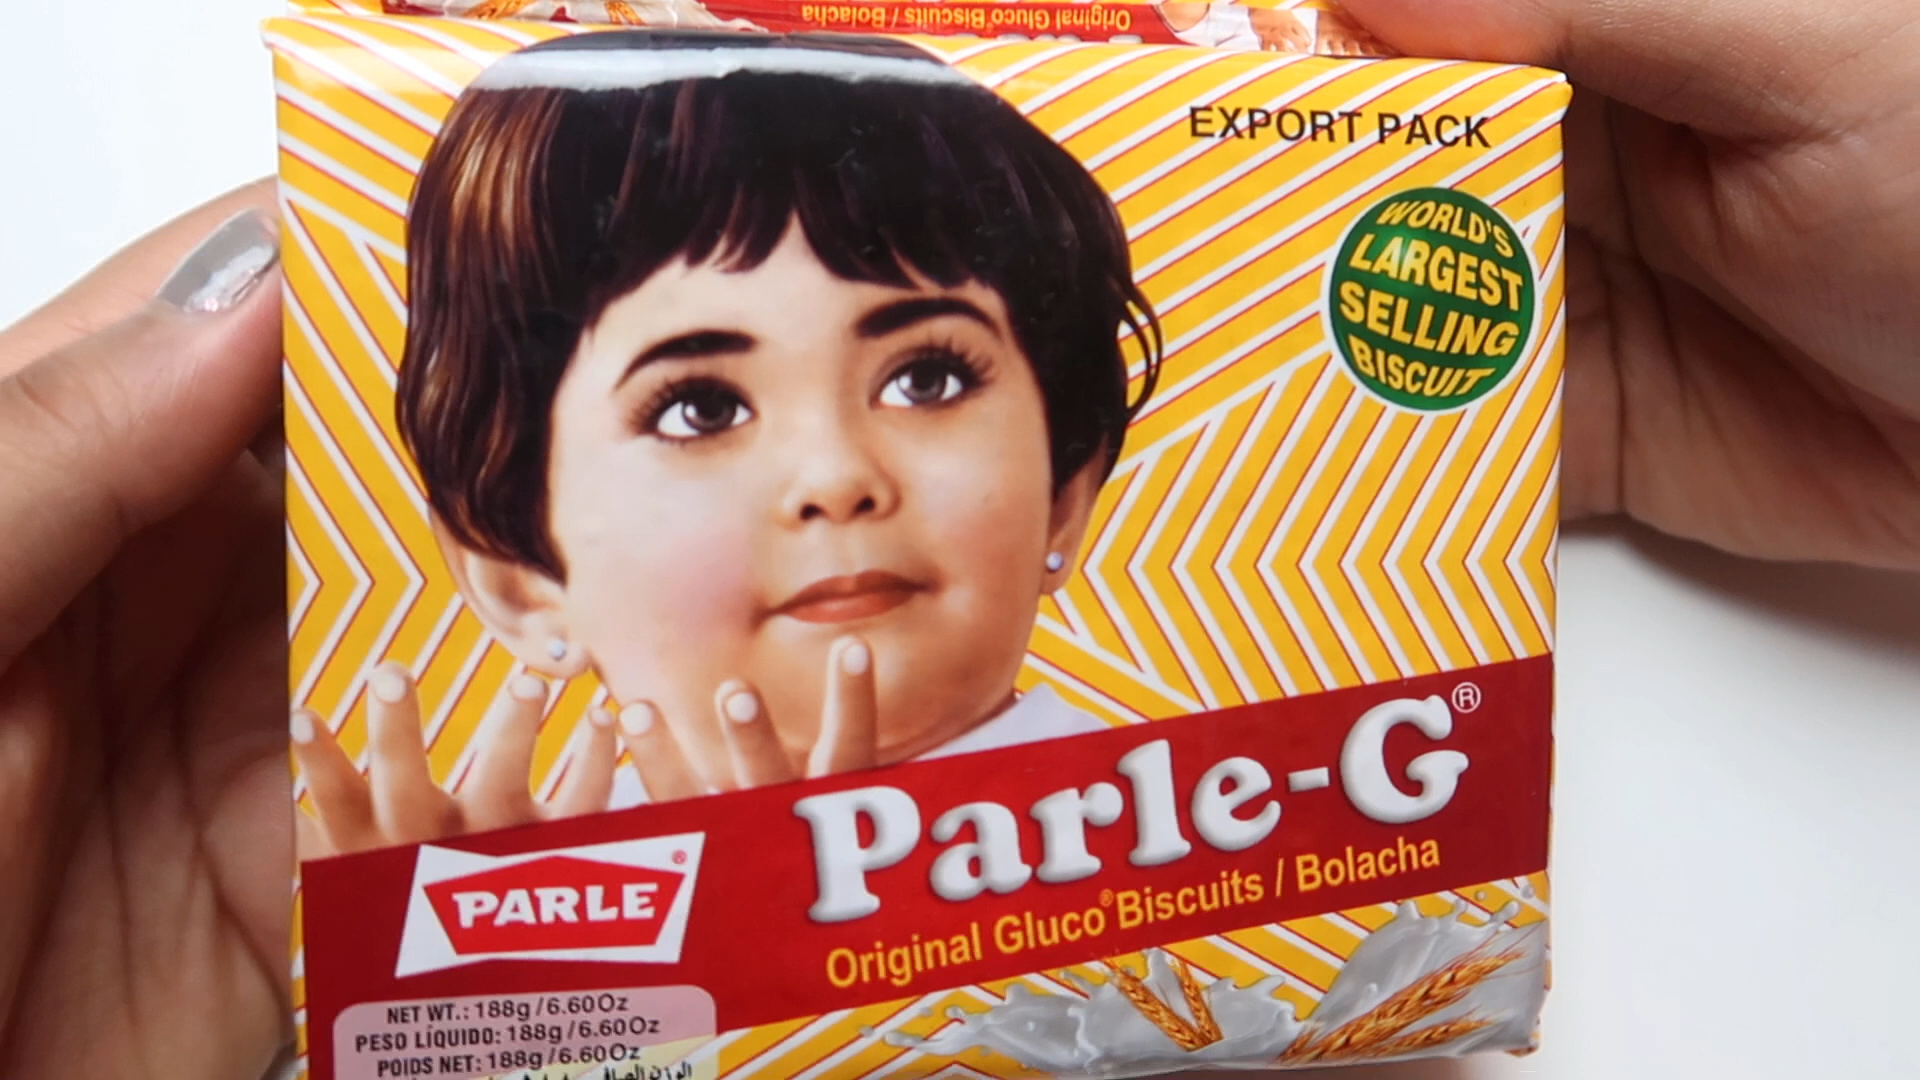 Original Gluco® Biscuits / Bolacha
EXPORT PACK
WORLD'S
LARGEST
SELLING
BISCUIT
Parle-G®
PARLE®
Original Gluco® Biscuits / Bolacha
NET WT.: 188g/6.60Oz
PESO LÍQUIDO: 188g/6.60Oz
POIDS NET: 188g/6.60Oz